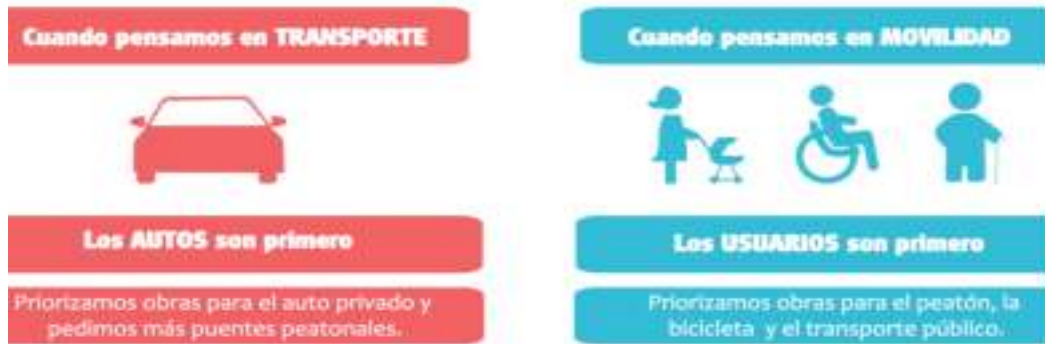 Cuando pensamos en TRANSPORTE
Los AUTOS son primero
Priorizamos obras para el auto privado y
pedimos más puentes peatonales.
Cuando pensamos en MOVILIDAD
Los USUARIOS son primero
Priorizamos obras para el peatón, la
bicicleta y el transporte público.